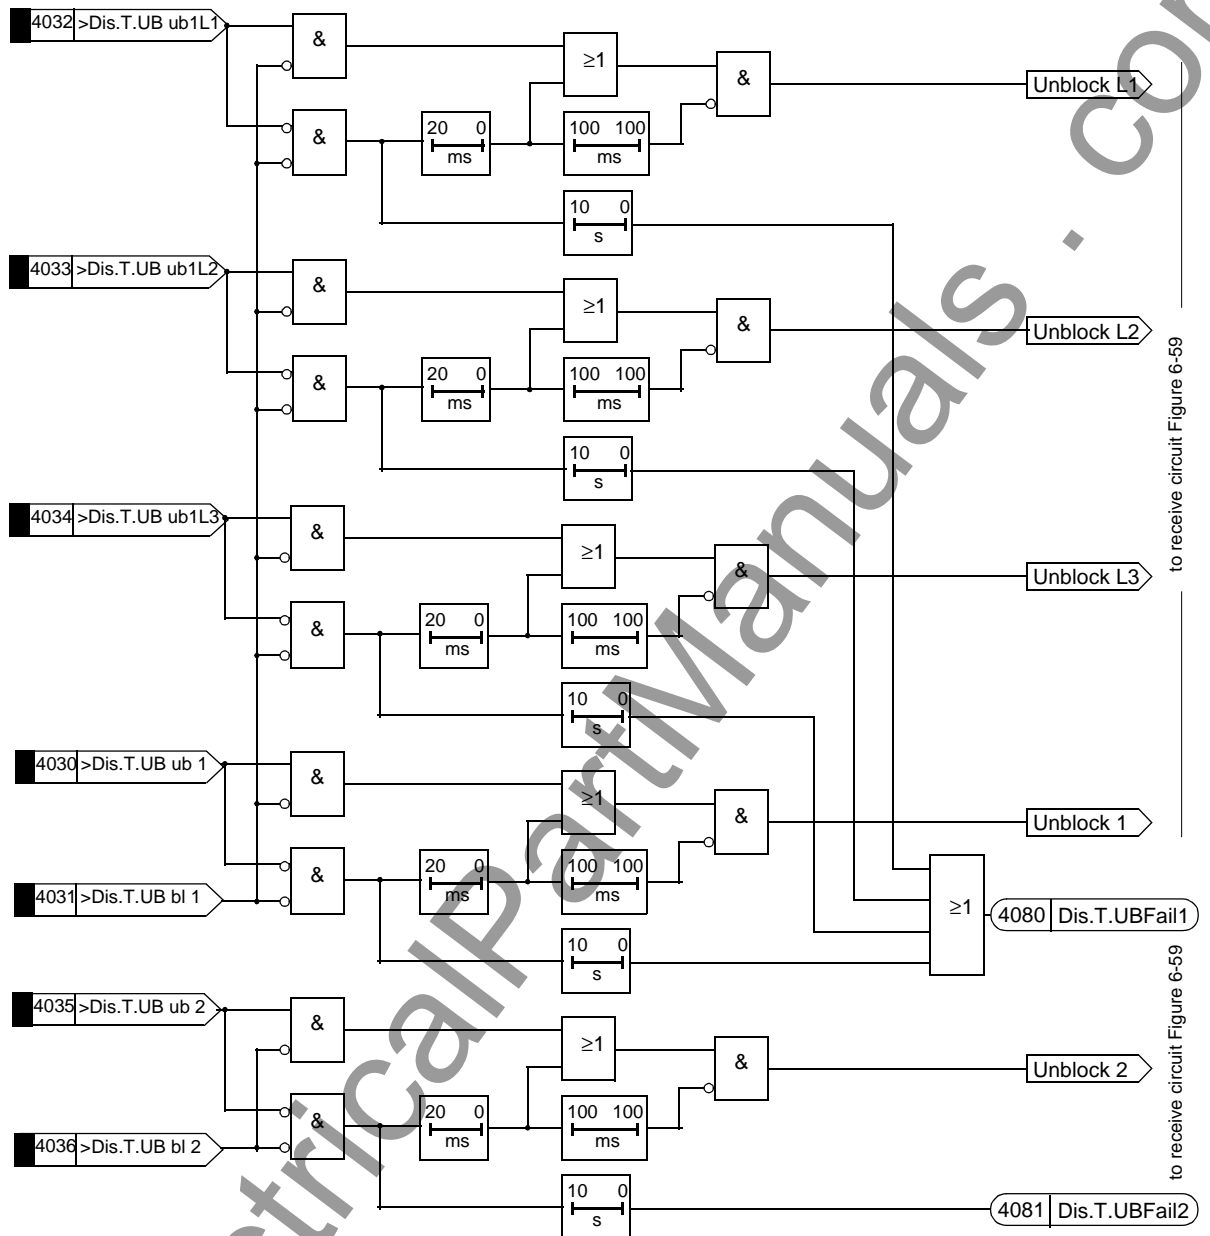 4032 >Dis.T.UB ub1L1
&
≥1
&
Unblock L1
&
20 0
ms
100 100
ms
10 0
s
4033 >Dis.T.UB ub1L2
&
≥1
&
Unblock L2
&
20 0
ms
100 100
ms
10 0
s
to receive circuit Figure 6-59
4034 >Dis.T.UB ub1L3
&
≥1
&
Unblock L3
&
20 0
ms
100 100
ms
10 0
s
4030 >Dis.T.UB ub 1
&
≥1
&
Unblock 1
4031 >Dis.T.UB bl 1
&
20 0
ms
100 100
ms
≥1
4080 Dis.T.UBFail1
10 0
s
4035 >Dis.T.UB ub 2
&
≥1
&
Unblock 2
4036 >Dis.T.UB bl 2
&
20 0
ms
100 100
ms
to receive circuit Figure 6-59
10 0
s
4081 Dis.T.UBFail2
ctricalPartManuals . co